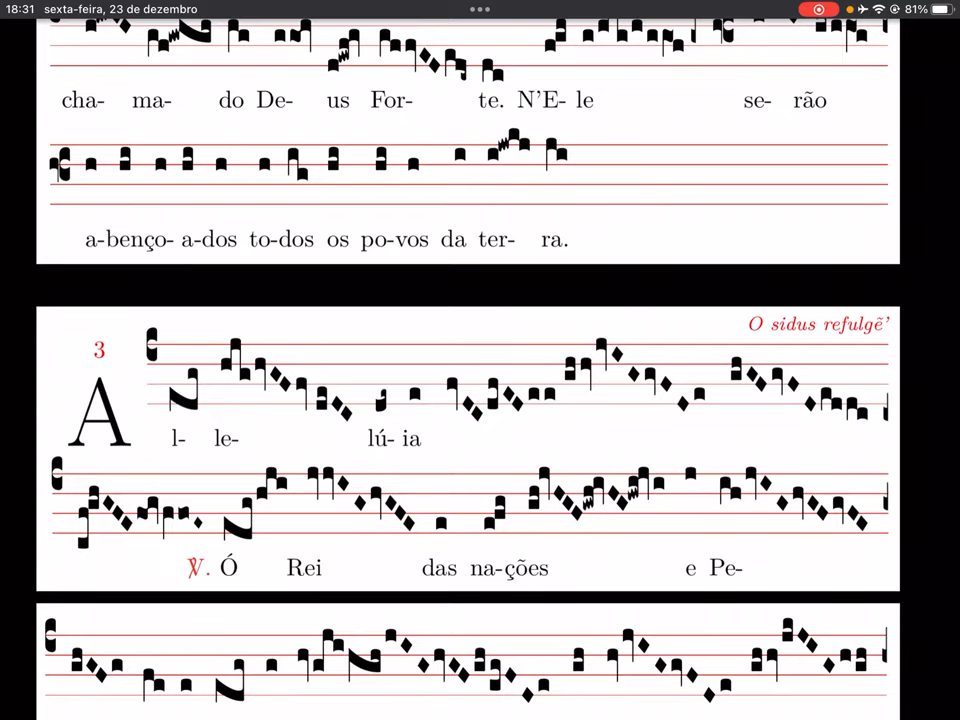 18:31 sexta-feira, 23 de dezembro 81%
cha- ma- do De- us For- te. N'E- le se- rão
a-benço- a-dos to-dos os po-vos da ter- ra.
O sidus refulgẽ'
3
Al- le- lú- ia
℣. Ó Rei das na-ções e Pe-